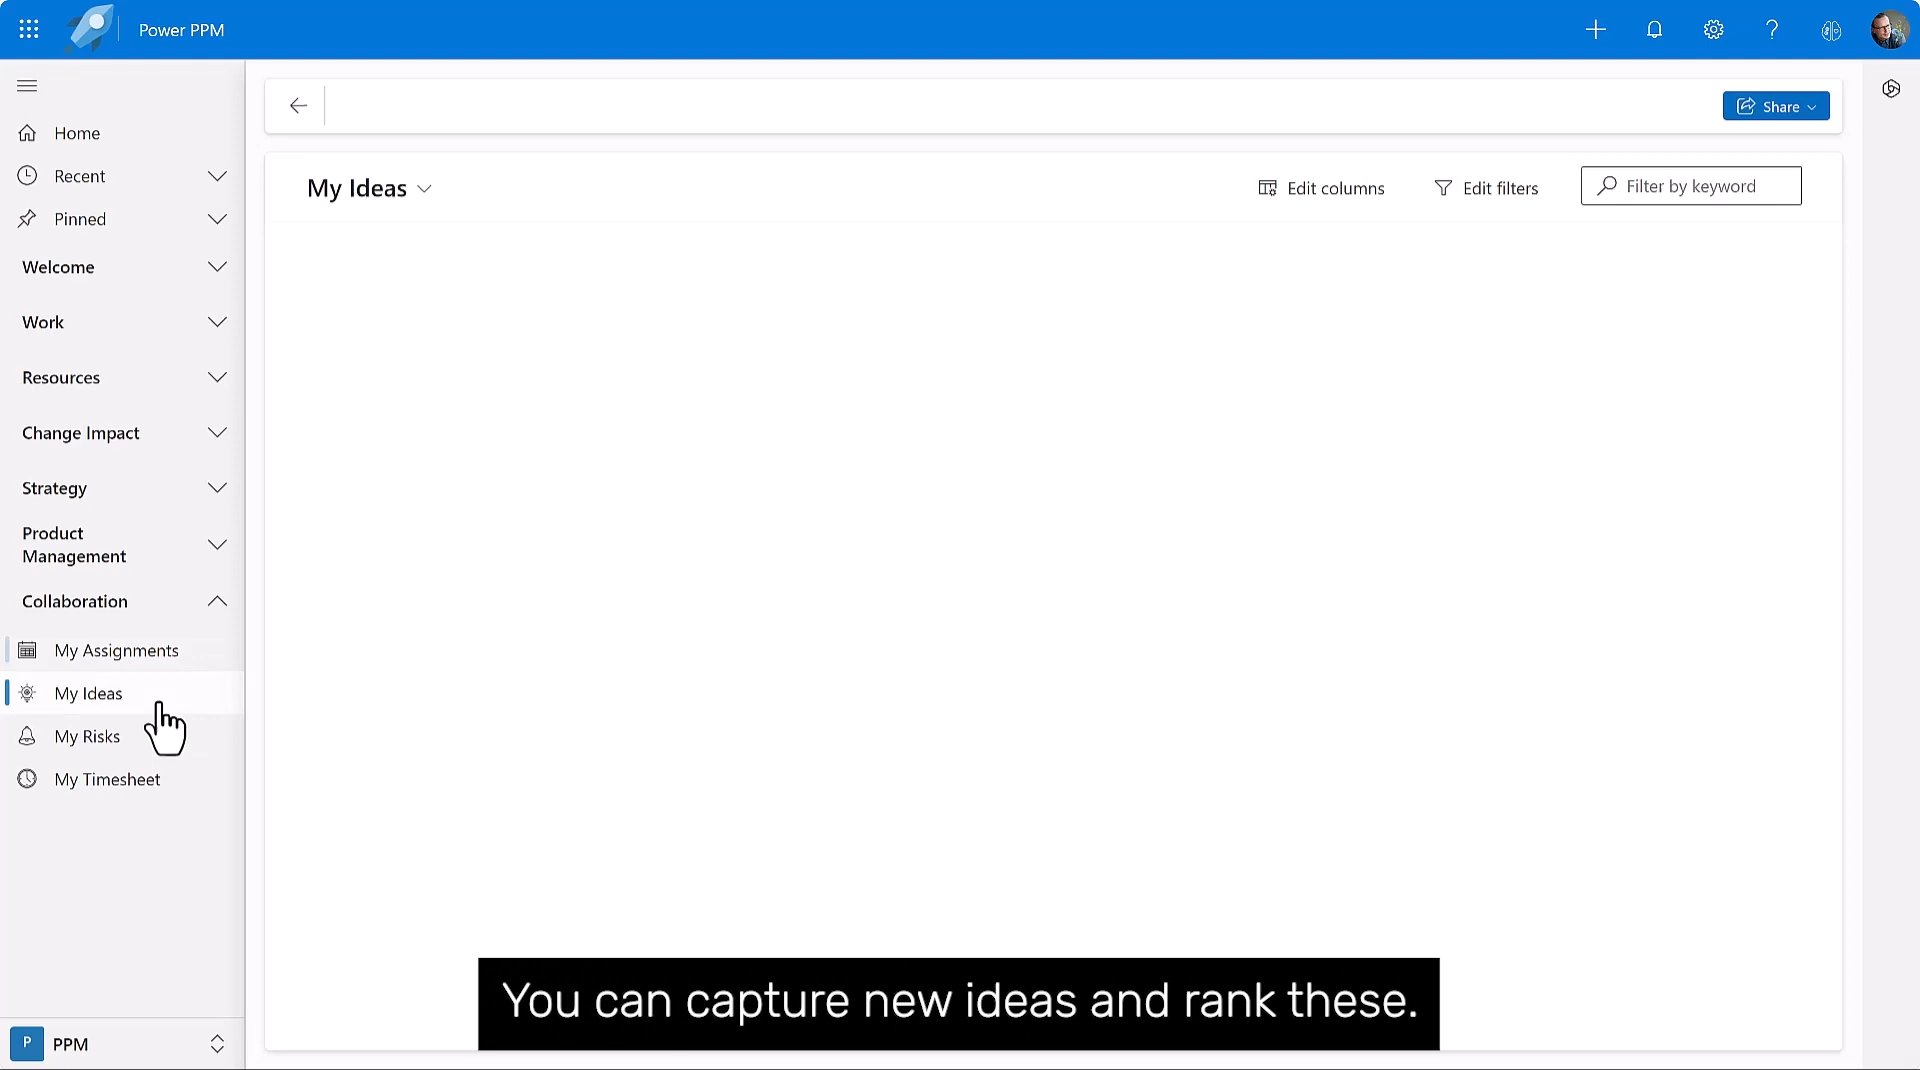 Power PPM
Share
Home
Recent
Pinned
Welcome
Work
Resources
Change Impact
Strategy
Product
Management
Collaboration
My Assignments
My Ideas
My Risks
My Timesheet
P PPM
My Ideas
Edit columns
Edit filters
Filter by keyword
You can capture new ideas and rank these.